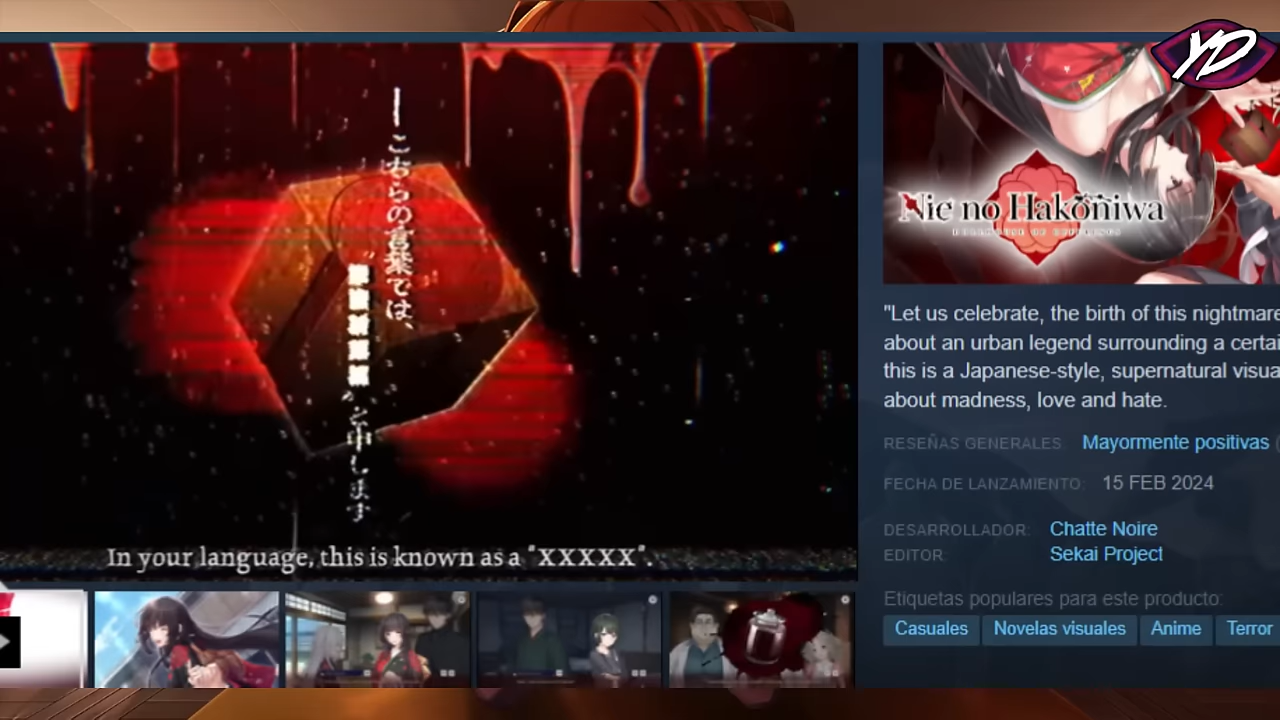 YD
―こちらの言葉では、
“■■■■■”と申します
In your language, this is known as a "XXXXX".
Nie no Hakoniwa
"Let us celebrate, the birth of this nightmare
about an urban legend surrounding a certai
this is a Japanese-style, supernatural visua
about madness, love and hate.
RESEÑAS GENERALES: Mayormente positivas (
FECHA DE LANZAMIENTO: 15 FEB 2024
DESARROLLADOR: Chatte Noire
EDITOR: Sekai Project
Etiquetas populares para este producto:
Casuales Novelas visuales Anime Terror